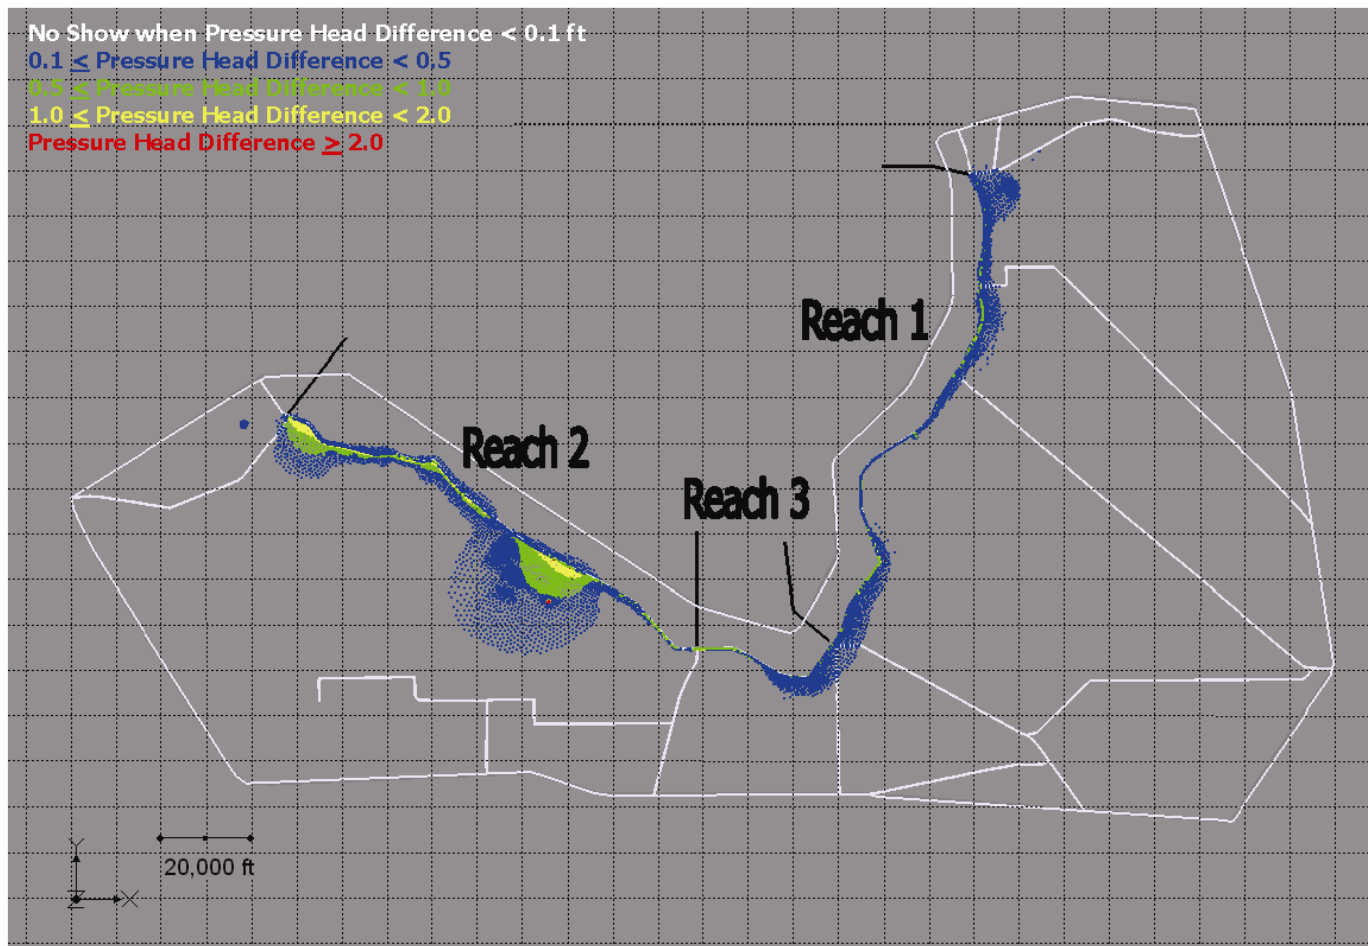 No Show when Pressure Head Difference < 0.1 ft
0.1 ≤ Pressure Head Difference < 0.5
0.5 ≤ Pressure Head Difference < 1.0
1.0 ≤ Pressure Head Difference < 2.0
Pressure Head Difference ≥ 2.0
Reach 1
Reach 2
Reach 3
20,000 ft
Y
Z
X